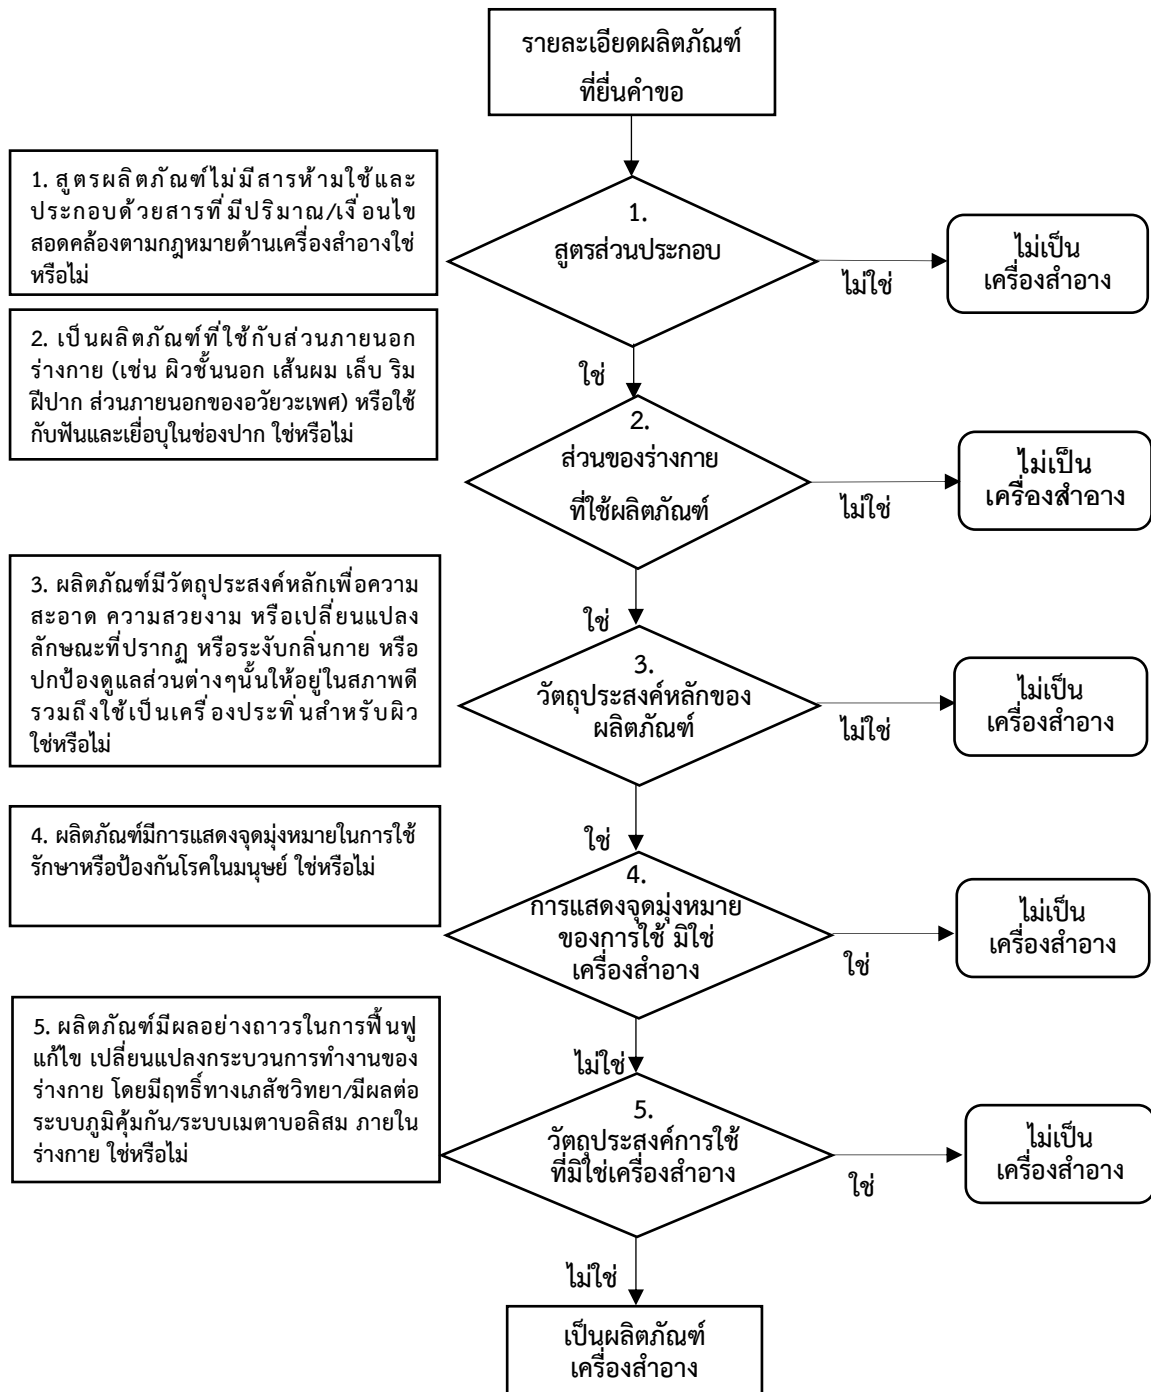 รายละเอียดผลิตภัณฑ์
ที่ยื่นคำขอ
1. สูตรผลิตภัณฑ์ไม่มีสารห้ามใช้และ
ประกอบด้วยสารที่มีปริมาณ/เงื่อนไข
สอดคล้องตามกฎหมายด้านเครื่องสำอางใช่
หรือไม่
1.
สูตรส่วนประกอบ
ไม่ใช่
ไม่เป็น
เครื่องสำอาง
ใช่
2. เป็นผลิตภัณฑ์ที่ใช้กับส่วนภายนอก
ร่างกาย (เช่น ผิวชั้นนอก เส้นผม เล็บ ริม
ฝีปาก ส่วนภายนอกของอวัยวะเพศ) หรือใช้
กับฟันและเยื่อบุในช่องปาก ใช่หรือไม่
2.
ส่วนของร่างกาย
ที่ใช้ผลิตภัณฑ์
ไม่ใช่
ไม่เป็น
เครื่องสำอาง
ใช่
3. ผลิตภัณฑ์มีวัตถุประสงค์หลักเพื่อความ
สะอาด ความสวยงาม หรือเปลี่ยนแปลง
ลักษณะที่ปรากฏ หรือระงับกลิ่นกาย หรือ
ปกป้องดูแลส่วนต่างๆนั้นให้อยู่ในสภาพดี
รวมถึงใช้เป็นเครื่องประทิ่นสำหรับผิว
ใช่หรือไม่
3.
วัตถุประสงค์หลักของ
ผลิตภัณฑ์
ไม่ใช่
ไม่เป็น
เครื่องสำอาง
ใช่
4. ผลิตภัณฑ์มีการแสดงจุดมุ่งหมายในการใช้
รักษาหรือป้องกันโรคในมนุษย์ ใช่หรือไม่
4.
การแสดงจุดมุ่งหมาย
ของการใช้ มิใช่
เครื่องสำอาง
ใช่
ไม่เป็น
เครื่องสำอาง
ไม่ใช่
5. ผลิตภัณฑ์มีผลอย่างถาวรในการฟื้นฟู
แก้ไข เปลี่ยนแปลงกระบวนการทำงานของ
ร่างกาย โดยมีฤทธิ์ทางเภสัชวิทยา/มีผลต่อ
ระบบภูมิคุ้มกัน/ระบบเมตาบอลิสม ภายใน
ร่างกาย ใช่หรือไม่
5.
วัตถุประสงค์การใช้
ที่มิใช่เครื่องสำอาง
ใช่
ไม่เป็น
เครื่องสำอาง
ไม่ใช่
เป็นผลิตภัณฑ์
เครื่องสำอาง